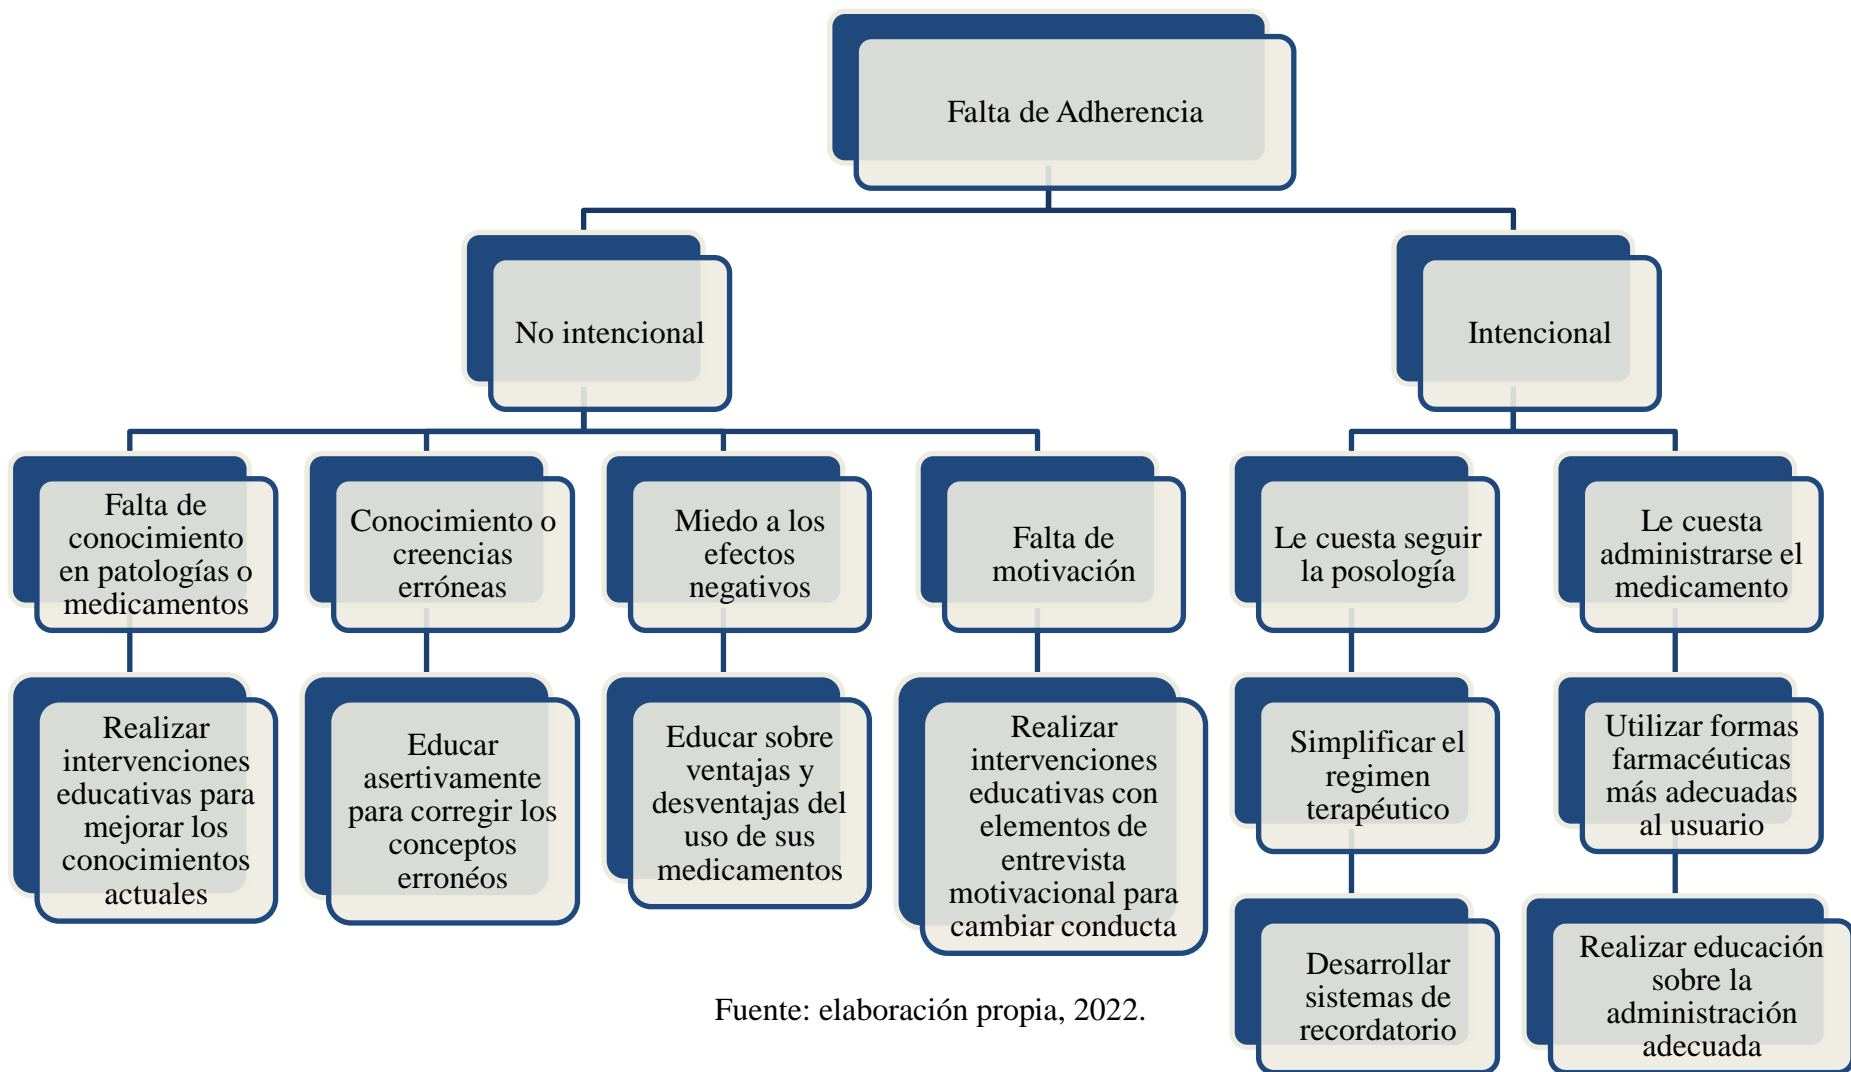 Falta de Adherencia
No intencional
Intencional
Falta de
conocimiento
en patologías o
medicamentos
Conocimiento o
creencias
erróneas
Miedo a los
efectos
negativos
Falta de
motivación
Le cuesta seguir
la posología
Le cuesta
administrarse el
medicamento
Realizar
intervenciones
educativas para
mejorar los
conocimientos
actuales
Educar
asertivamente
para corregir los
conceptos
erronéos
Educar sobre
ventajas y
desventajas del
uso de sus
medicamentos
Realizar
intervenciones
educativas con
elementos de
entrevista
motivacional para
cambiar conducta
Simplificar el
regimen
terapéutico
Utilizar formas
farmacéuticas
más adecuadas
al usuario
Desarrollar
sistemas de
recordatorio
Realizar educación
sobre la
administración
adecuada
Fuente: elaboración propia, 2022.